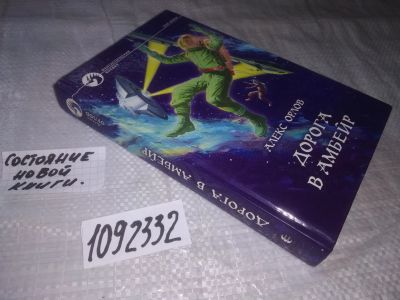 АЛЕКС ОРЛОВ
ДОРОГА
В АМБЕЙР
ДОРОГА В АМБЕЙР
СОСТОЯНИЕ
НОВОЙ
КНИГИ.
1092332